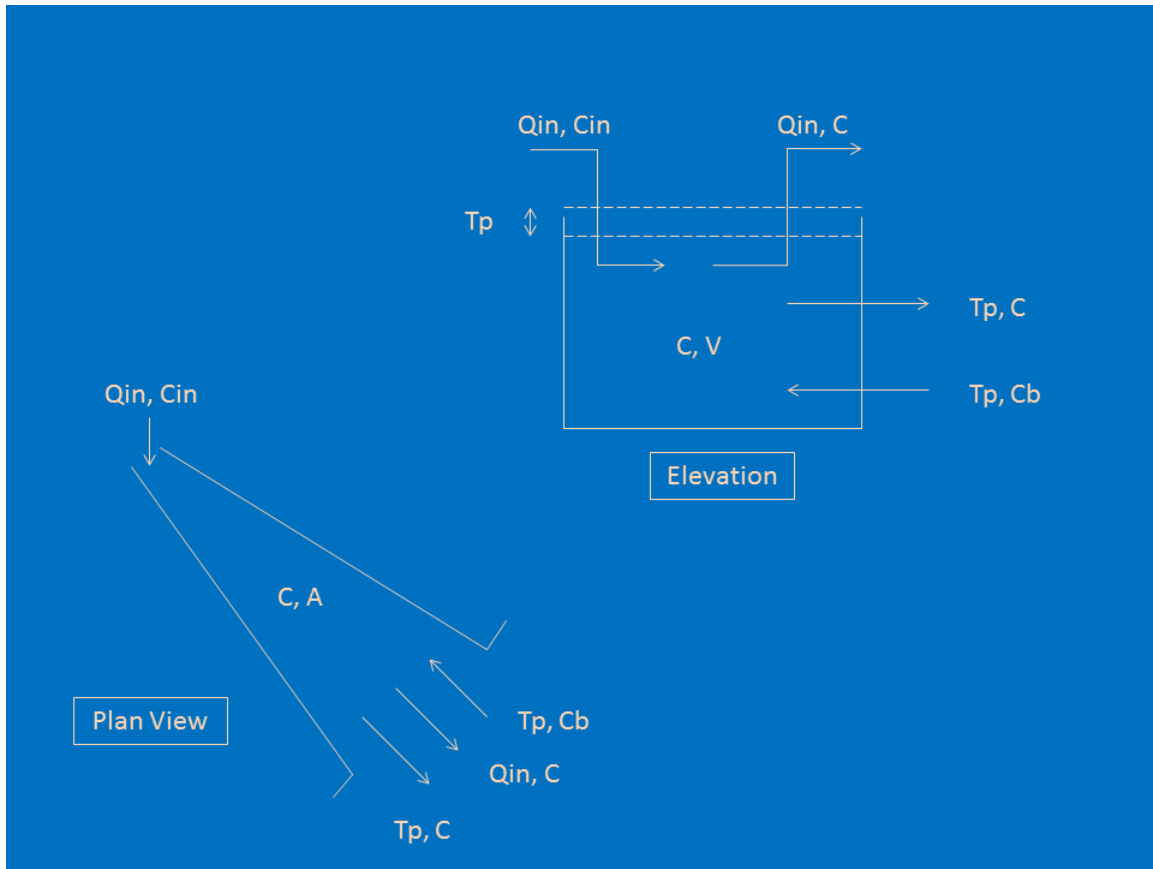 Qin, Cin
Qin, C
Tp
Tp, C
C, V
Tp, Cb
Elevation
Qin, Cin
C, A
Plan View
Tp, Cb
Qin, C
Tp, C